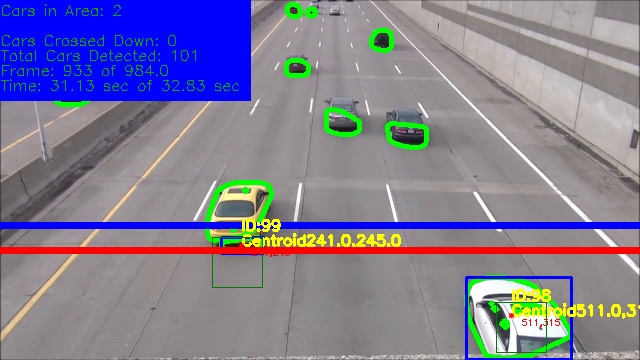 Cars in Area: 2
Cars Crossed Down: 0
Total Cars Detected: 101
Frame: 933 of 984.0
Time: 31.13 sec of 32.83 sec
ID:99
Centroid241.0,245.0
ID:98
Centroid511.0,31
511,315